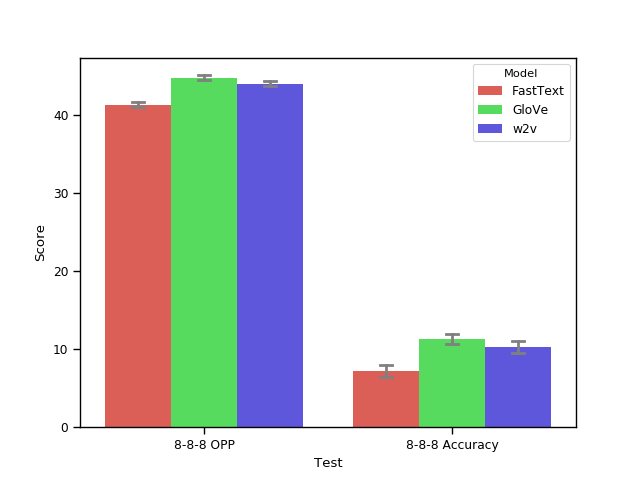 Model
FastText
GloVe
w2v
Score
40
30
20
10
0
8-8-8 OPP
8-8-8 Accuracy
Test